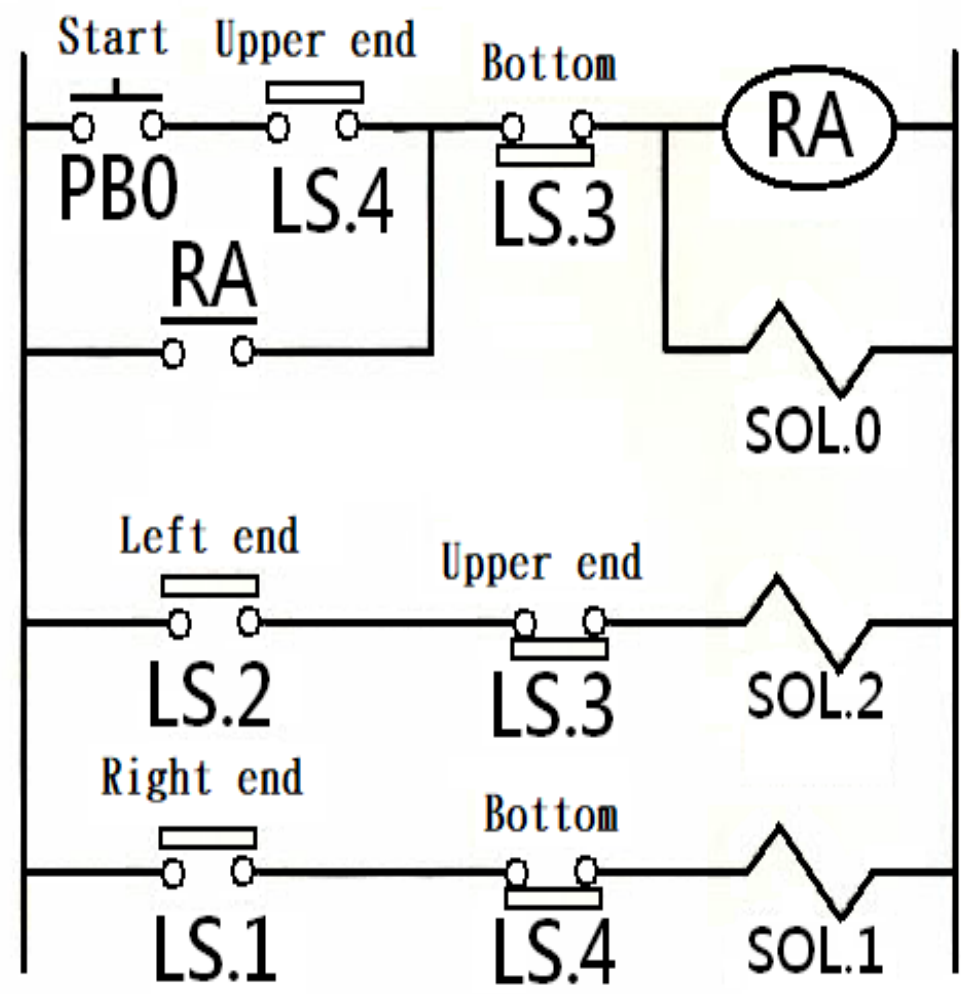 Start
Upper end
Bottom
RA
PB0
LS.4
LS.3
RA
SOL.0
Left end
Upper end
LS.2
LS.3
SOL.2
Right end
Bottom
LS.1
LS.4
SOL.1